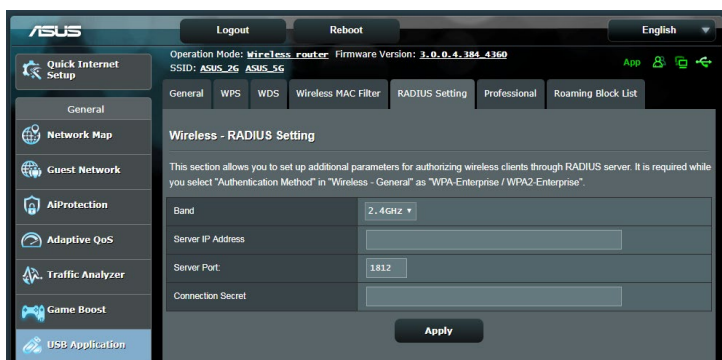 ASUS
Logout
Reboot
English
Quick Internet
Setup
Operation Mode: Wireless router Firmware Version: 3.0.0.4.384_4360
SSID: ASUS_2G ASUS_5G
App
General WPS WDS Wireless MAC Filter RADIUS Setting Professional Roaming Block List
General
Network Map
Guest Network
AiProtection
Adaptive QoS
Traffic Analyzer
Game Boost
USB Application
Wireless - RADIUS Setting
This section allows you to set up additional parameters for authorizing wireless clients through RADIUS server. It is required while
you select "Authentication Method" in "Wireless - General" as "WPA-Enterprise / WPA2-Enterprise".
Band 2.4GHz
Server IP Address
Server Port: 1812
Connection Secret
Apply